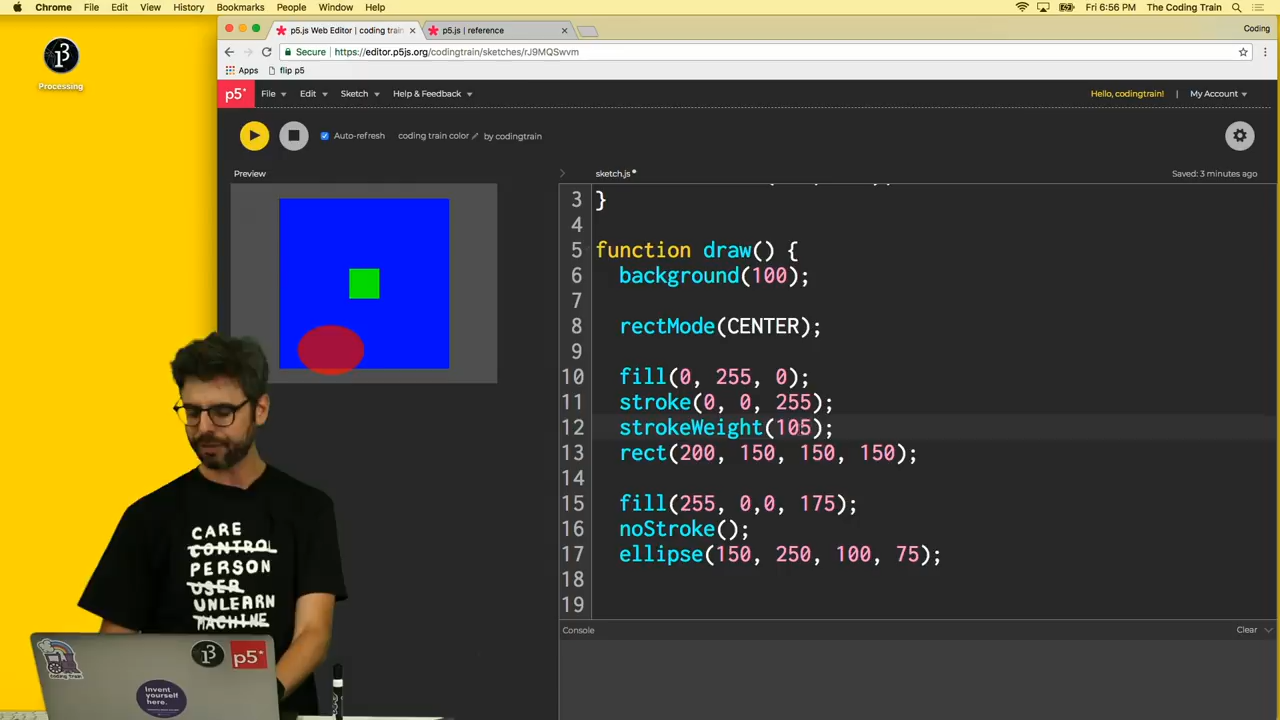 Chrome File Edit View History Bookmarks People Window Help Fri 6:56 PM The Coding Train
Processing
p5.js Web Editor | coding train p5.js | reference Coding
Secure https://editor.p5js.org/codingtrain/sketches/rJ9MQSwvm
Apps flip p5
p5* File Edit Sketch Help & Feedback Hello, codingtrain! | My Account
Auto-refresh coding train color by codingtrain
Preview sketch.js Saved: 3 minutes ago
3 }
4
5 function draw() {
6 background(100);
7
8 rectMode(CENTER);
9
10 fill(0, 255, 0);
11 stroke(0, 0, 255);
12 strokeWeight(105);
13 rect(200, 150, 150, 150);
14
15 fill(255, 0,0, 175);
16 noStroke();
17 ellipse(150, 250, 100, 75);
18
19
Console Clear
CARE
CONTROL
PERSON
USER
UNLEARN
MACHINE
p5*
Coding Train
Invent
yourself
here.